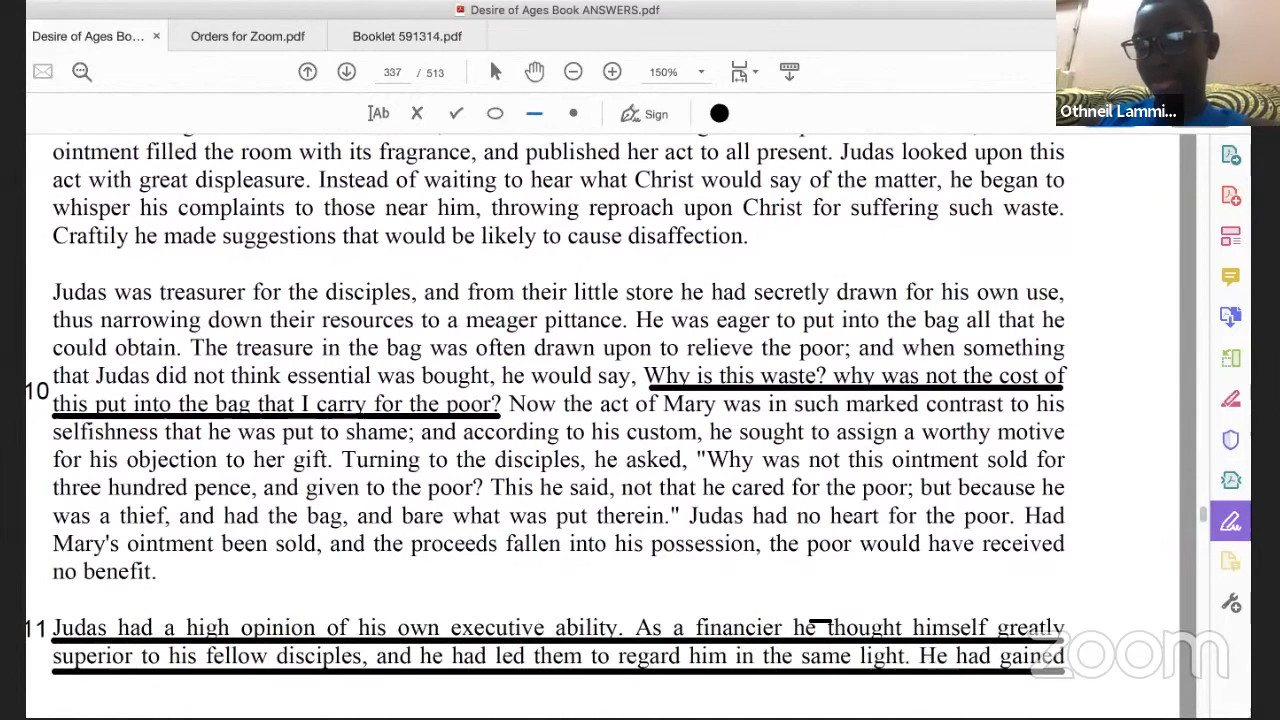 Desire of Ages Book ANSWERS.pdf
Desire of Ages Bo... ×
Orders for Zoom.pdf
Booklet 591314.pdf
337 / 513
150%
Ab
Sign
Othneil Lammi...
ointment filled the room with its fragrance, and published her act to all present. Judas looked upon this
act with great displeasure. Instead of waiting to hear what Christ would say of the matter, he began to
whisper his complaints to those near him, throwing reproach upon Christ for suffering such waste.
Craftily he made suggestions that would be likely to cause disaffection.
Judas was treasurer for the disciples, and from their little store he had secretly drawn for his own use,
thus narrowing down their resources to a meager pittance. He was eager to put into the bag all that he
could obtain. The treasure in the bag was often drawn upon to relieve the poor; and when something
that Judas did not think essential was bought, he would say, Why is this waste? why was not the cost of
10
this put into the bag that I carry for the poor? Now the act of Mary was in such marked contrast to his
selfishness that he was put to shame; and according to his custom, he sought to assign a worthy motive
for his objection to her gift. Turning to the disciples, he asked, "Why was not this ointment sold for
three hundred pence, and given to the poor? This he said, not that he cared for the poor; but because he
was a thief, and had the bag, and bare what was put therein." Judas had no heart for the poor. Had
Mary's ointment been sold, and the proceeds fallen into his possession, the poor would have received
no benefit.
11 Judas had a high opinion of his own executive ability. As a financier he thought himself greatly
superior to his fellow disciples, and he had led them to regard him in the same light. He had gained
zoom